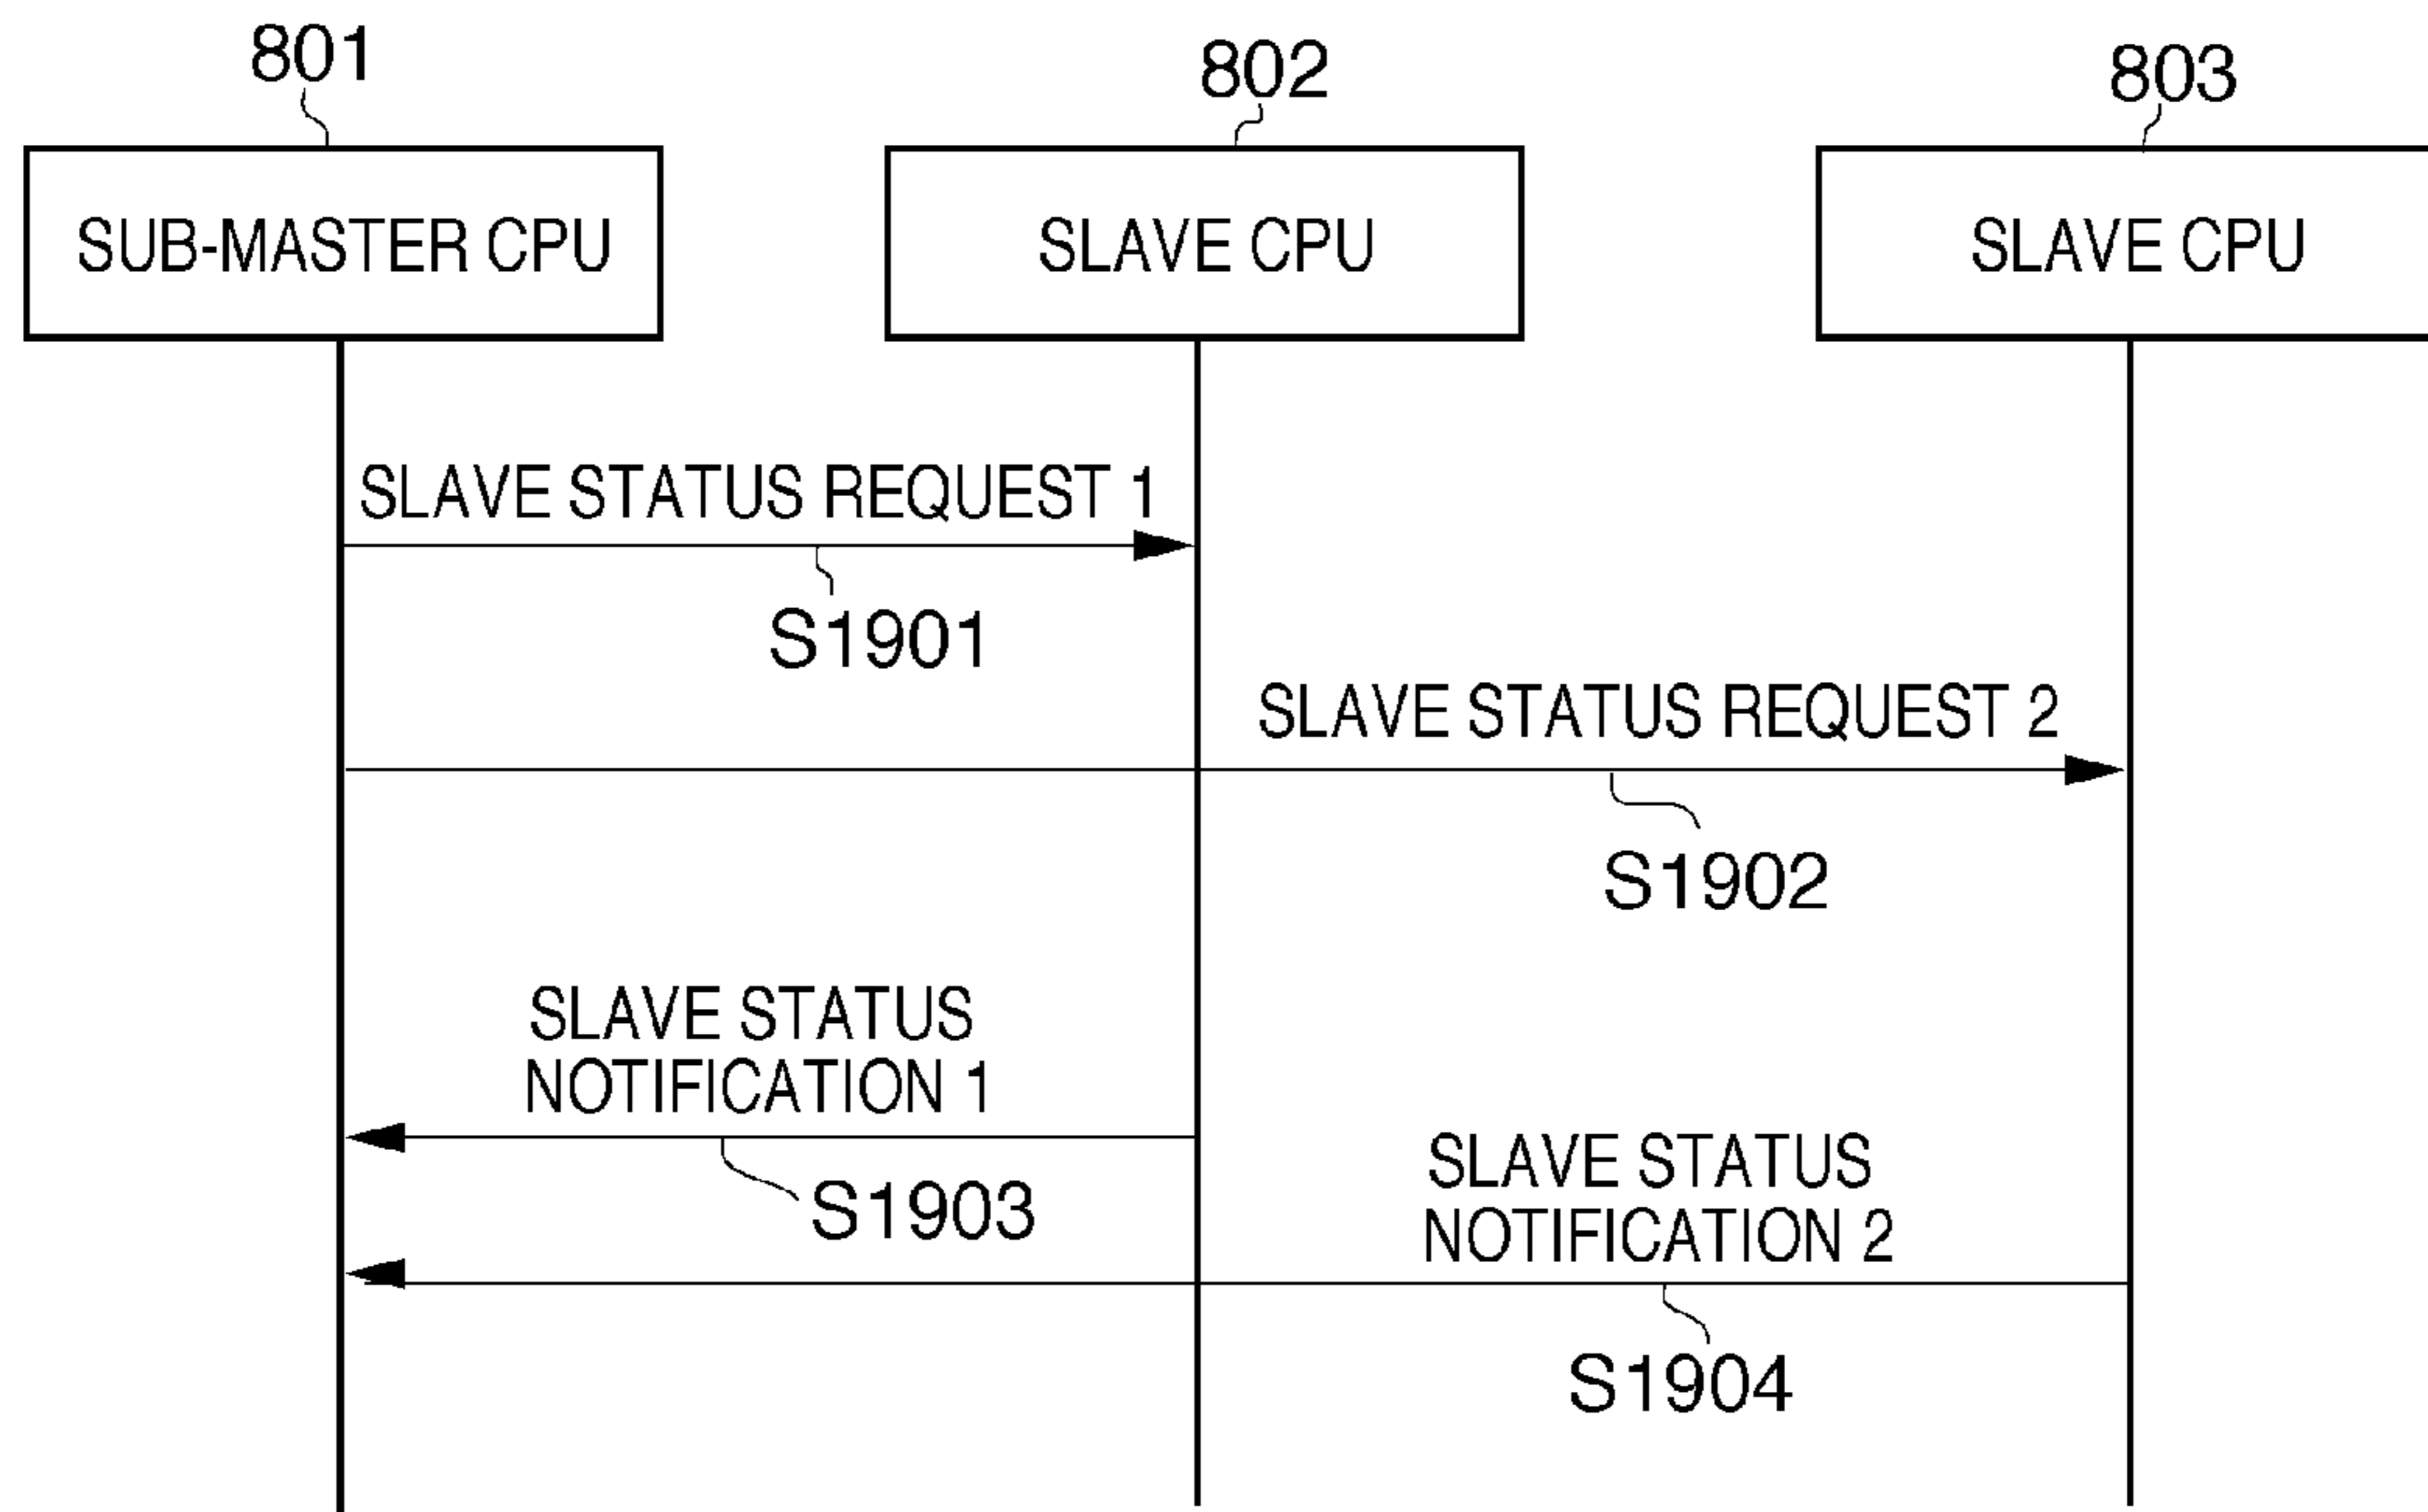 801
802
803
SUB-MASTER CPU
SLAVE CPU
SLAVE CPU
SLAVE STATUS REQUEST 1
S1901
SLAVE STATUS REQUEST 2
S1902
SLAVE STATUS
NOTIFICATION 1
S1903
SLAVE STATUS
NOTIFICATION 2
S1904